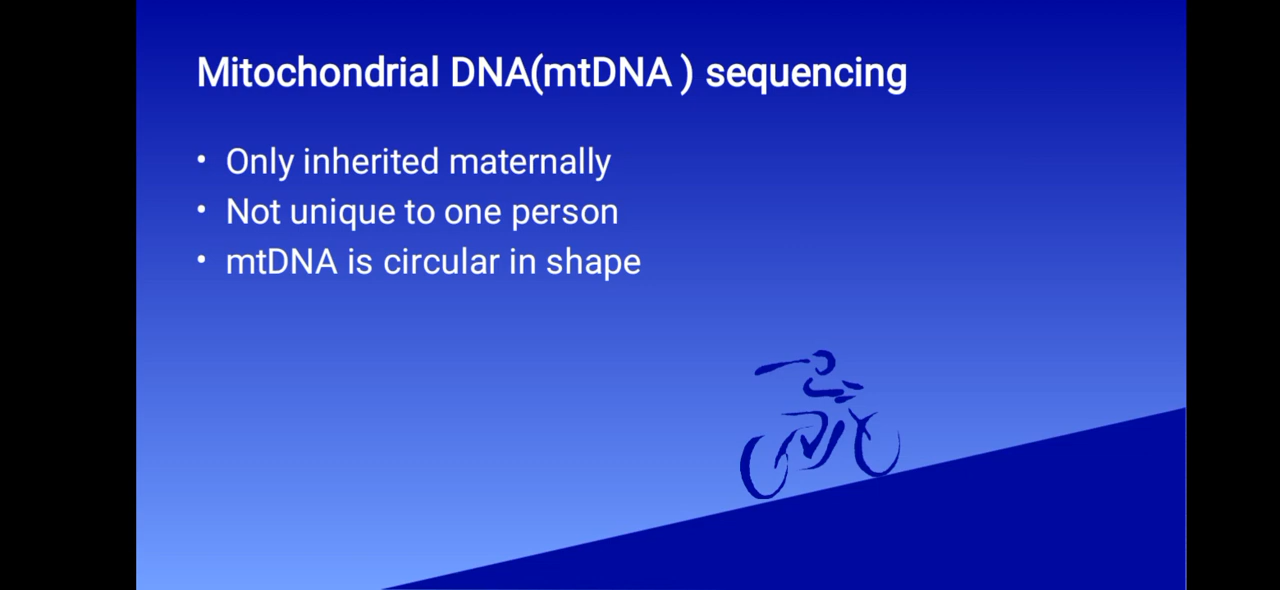 Mitochondrial DNA(mtDNA ) sequencing
• Only inherited maternally
• Not unique to one person
• mtDNA is circular in shape